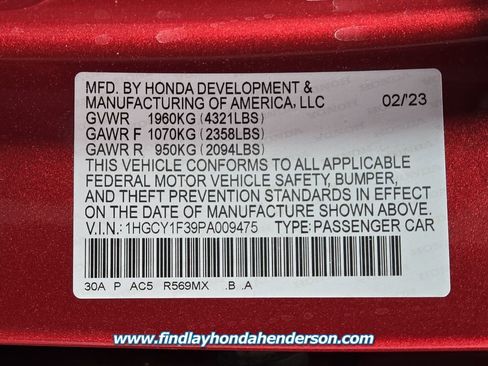 MFD. BY HONDA DEVELOPMENT &
MANUFACTURING OF AMERICA, LLC 02/'23
GVWR 1960KG (4321LBS)
GAWR F 1070KG (2358LBS)
GAWR R 950KG (2094LBS)
THIS VEHICLE CONFORMS TO ALL APPLICABLE
FEDERAL MOTOR VEHICLE SAFETY, BUMPER,
AND THEFT PREVENTION STANDARDS IN EFFECT
ON THE DATE OF MANUFACTURE SHOWN ABOVE.
V.I.N.: 1HGCY1F39PA009475 TYPE: PASSENGER CAR
30A P AC5 R569MX .B .A
www.findlayhondahenderson.com